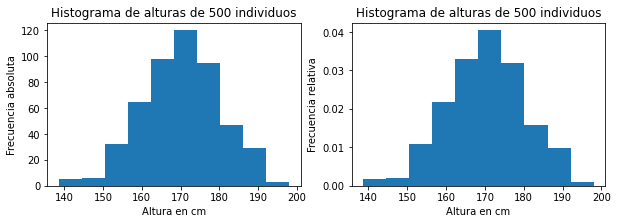 Histograma de alturas de 500 individuos
120
100
80
60
40
20
0
Frecuencia absoluta
140 150 160 170 180 190 200
Altura en cm
Histograma de alturas de 500 individuos
0.04
0.03
0.02
0.01
0.00
Frecuencia relativa
140 150 160 170 180 190 200
Altura en cm